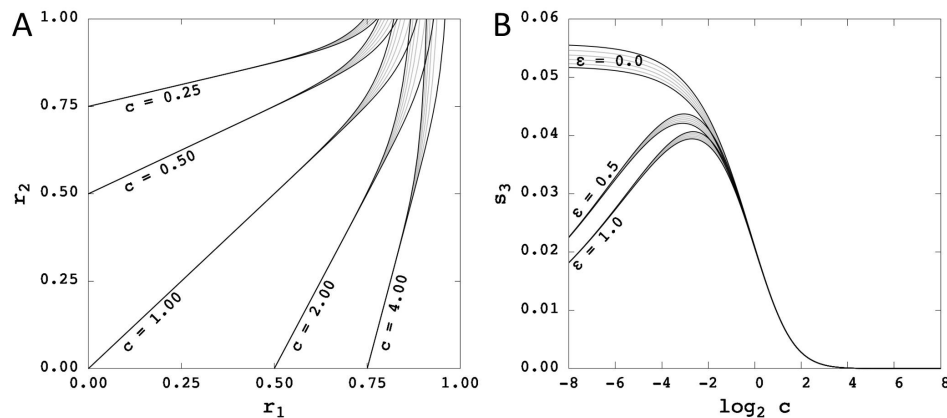 A
1.00
0.75
0.50
0.25
0.00
r2
c = 0.25
c = 0.50
c = 1.00
c = 2.00
c = 4.00
0.00 0.25 0.50 0.75 1.00
r1
B
0.06
0.05
0.04
0.03
0.02
0.01
0.00
s3
ε = 0.0
ε = 0.5
ε = 1.0
−8 −6 −4 −2 0 2 4 6 8
log2 c